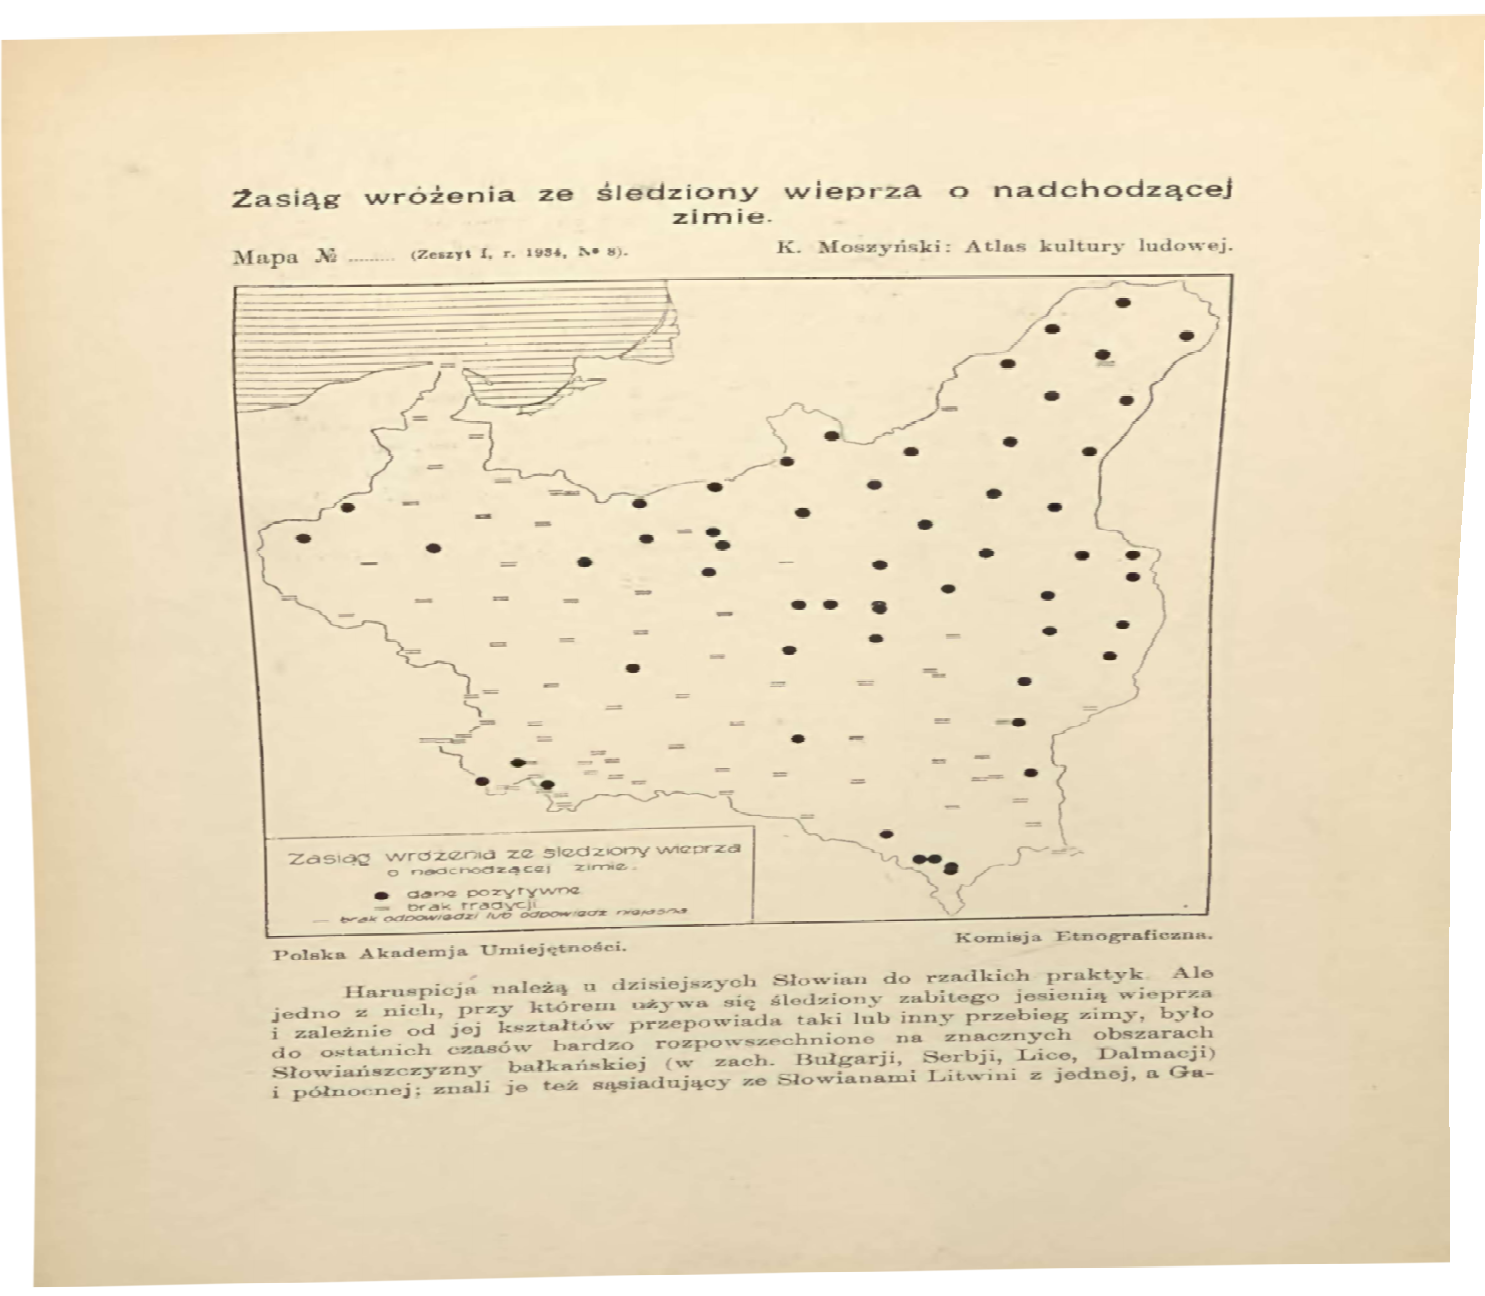 Zasiąg wróżenia ze śledziony wieprza o nadchodzącej
zimie.
Mapa № ........ (Zeszyt I, r. 1934, № 8).
K. Moszyński: Atlas kultury ludowej.
Zasiąg wróżenia ze śledziony wieprza
o nadchodzącej zimie.
dane pozytywne
brak tradycji
brak odpowiedzi lub odpowiedź niejasna
Polska Akademja Umiejętności.
Komisja Etnograficzna.
Haruspicja należą u dzisiejszych Słowian do rzadkich praktyk. Ale
jedno z nich, przy którem używa się śledziony zabitego jesienią wieprza
i zależnie od jej kształtów przepowiada taki lub inny przebieg zimy, było
do ostatnich czasów bardzo rozpowszechnione na znacznych obszarach
Słowiańszczyzny bałkańskiej (w zach. Bułgarji, Serbji, Lice, Dalmacji)
i północnej; znali je też sąsiadujący ze Słowianami Litwini z jednej, a Ga-